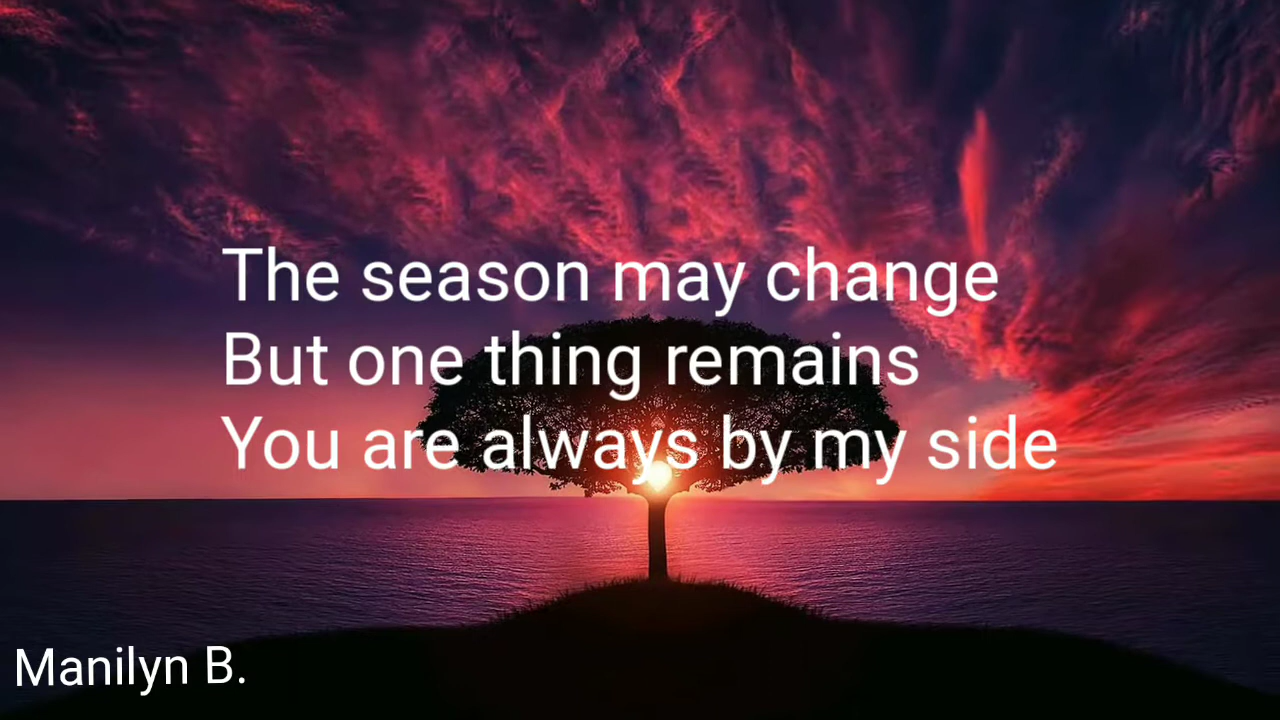 The season may change
But one thing remains
You are always by my side
Manilyn B.